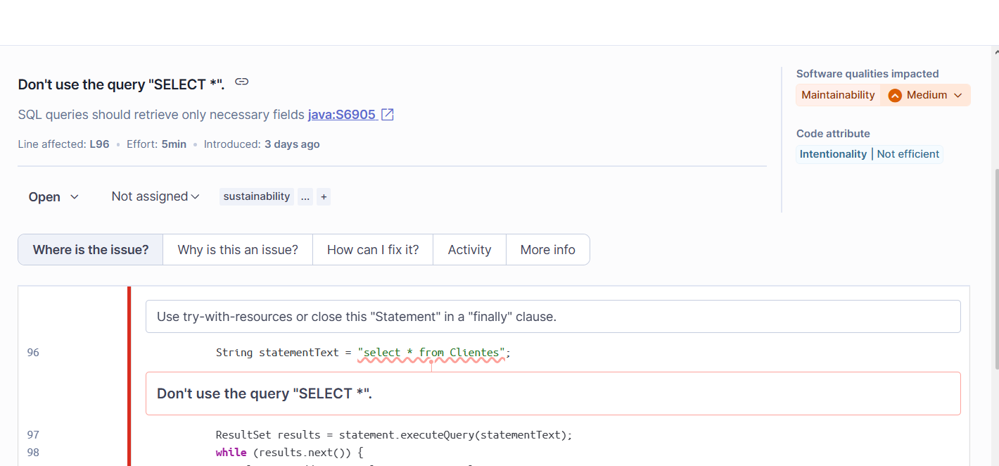 Don't use the query "SELECT *".
SQL queries should retrieve only necessary fields java:S6905
Line affected: L96 • Effort: 5min • Introduced: 3 days ago
Software qualities impacted
Maintainability Medium
Code attribute
Intentionality | Not efficient
Open Not assigned sustainability ... +
Where is the issue? Why is this an issue? How can I fix it? Activity More info
Use try-with-resources or close this "Statement" in a "finally" clause.
96 String statementText = "select * from Clientes";
Don't use the query "SELECT *".
97 ResultSet results = statement.executeQuery(statementText);
98 while (results.next()) {